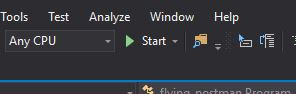 Tools Test Analyze Window Help
Any CPU Start
flying_postman.Program